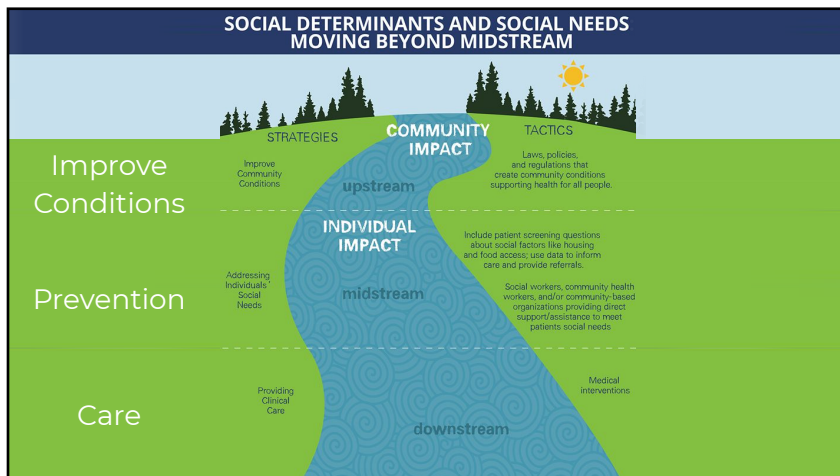 SOCIAL DETERMINANTS AND SOCIAL NEEDS
MOVING BEYOND MIDSTREAM
STRATEGIES
COMMUNITY
IMPACT
TACTICS
Improve
Conditions
Improve
Community
Conditions
upstream
Laws, policies,
and regulations that
create community conditions
supporting health for all people.
INDIVIDUAL
IMPACT
Prevention
Addressing
Individuals'
Social
Needs
midstream
Include patient screening questions
about social factors like housing
and food access; use data to inform
care and provide referrals.
Social workers, community health
workers, and/or community-based
organizations providing direct
support/assistance to meet
patients social needs
Care
Providing
Clinical
Care
downstream
Medical
interventions